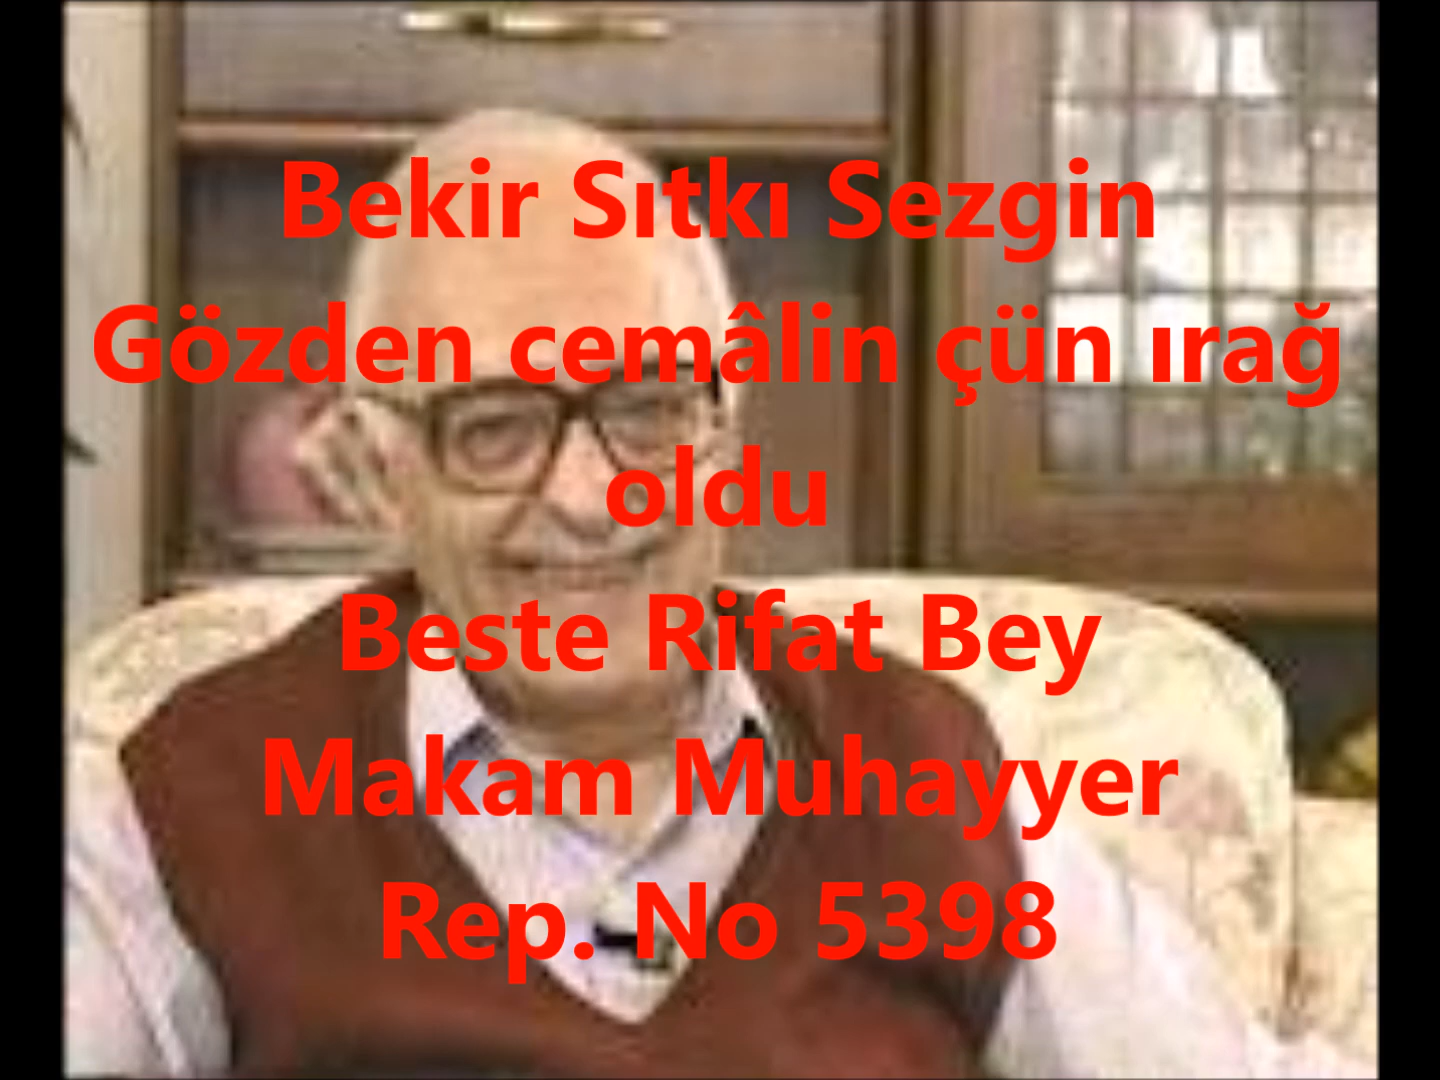 Bekir Sıtkı Sezgin
Gözden cemâlin çün ırağ
oldu
Beste Rifat Bey
Makam Muhayyer
Rep. No 5398